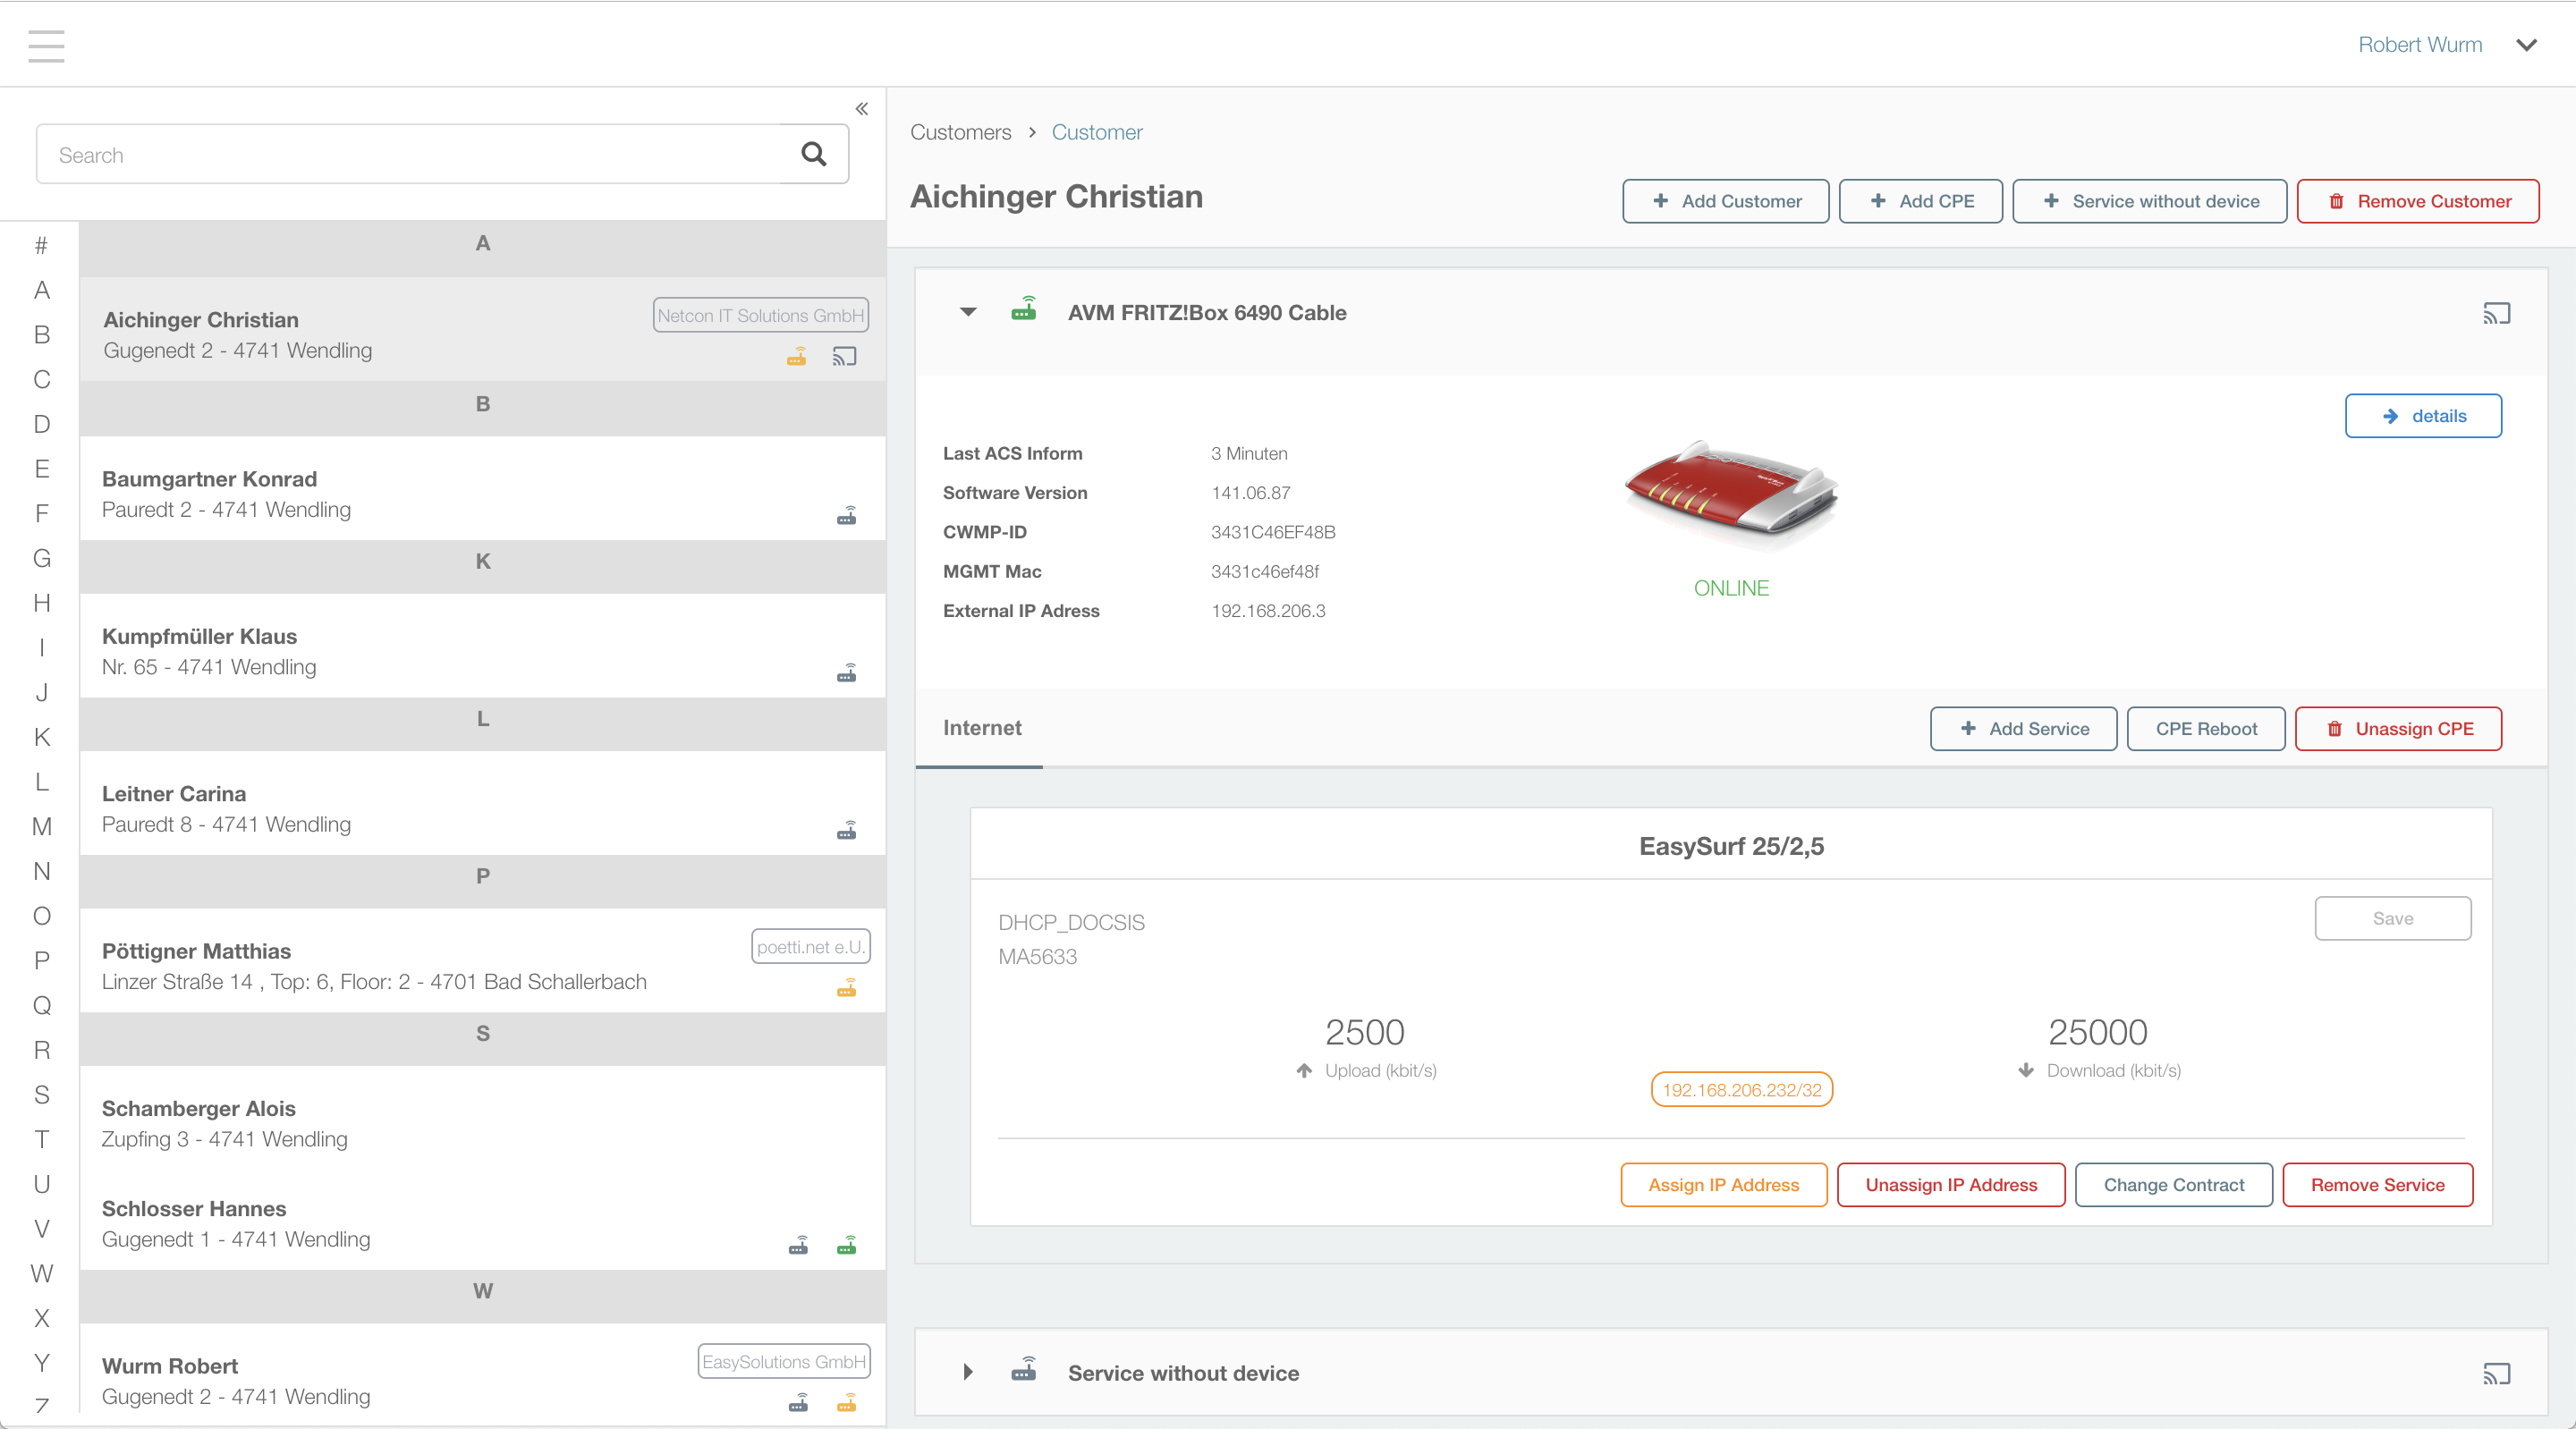 Robert Wurm
Search
#
A
B
C
D
E
F
G
H
I
J
K
L
M
N
O
P
Q
R
S
T
U
V
W
X
Y
Z
A
Aichinger Christian
Netcon IT Solutions GmbH
Gugenedt 2 - 4741 Wendling
B
Baumgartner Konrad
Pauredt 2 - 4741 Wendling
K
Kumpfmüller Klaus
Nr. 65 - 4741 Wendling
L
Leitner Carina
Pauredt 8 - 4741 Wendling
P
Pöttigner Matthias
poetti.net e.U.
Linzer Straße 14 , Top: 6, Floor: 2 - 4701 Bad Schallerbach
S
Schamberger Alois
Zupfing 3 - 4741 Wendling
Schlosser Hannes
Gugenedt 1 - 4741 Wendling
W
Wurm Robert
EasySolutions GmbH
Gugenedt 2 - 4741 Wendling
Customers › Customer
Aichinger Christian
Add Customer
Add CPE
Service without device
Remove Customer
AVM FRITZ!Box 6490 Cable
details
Last ACS Inform 3 Minuten
Software Version 141.06.87
CWMP-ID 3431C46EF48B
MGMT Mac 3431c46ef48f
External IP Adress 192.168.206.3
ONLINE
Internet
Add Service
CPE Reboot
Unassign CPE
EasySurf 25/2,5
DHCP_DOCSIS
MA5633
Save
2500
Upload (kbit/s)
192.168.206.232/32
25000
Download (kbit/s)
Assign IP Address
Unassign IP Address
Change Contract
Remove Service
Service without device